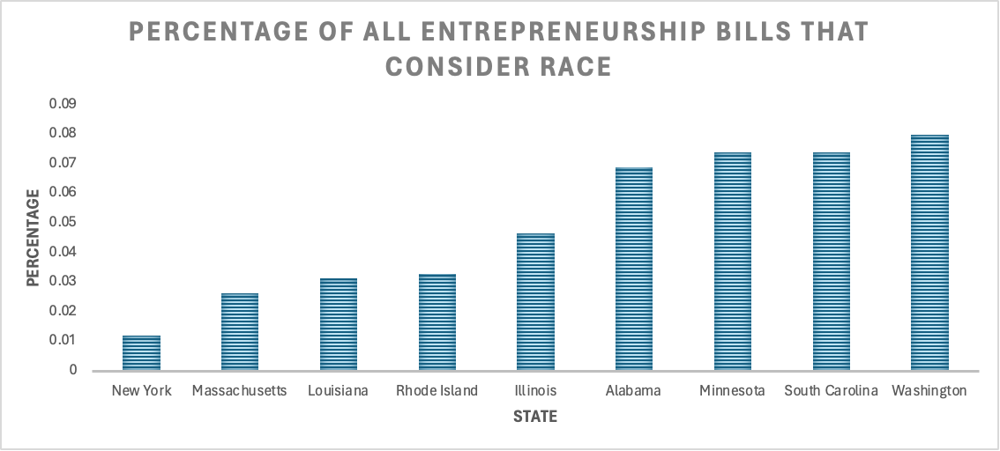 PERCENTAGE OF ALL ENTREPRENEURSHIP BILLS THAT
CONSIDER RACE
0.09
0.08
0.07
0.06
0.05
0.04
0.03
0.02
0.01
0
PERCENTAGE
New York Massachusetts Louisiana Rhode Island Illinois Alabama Minnesota South Carolina Washington
STATE